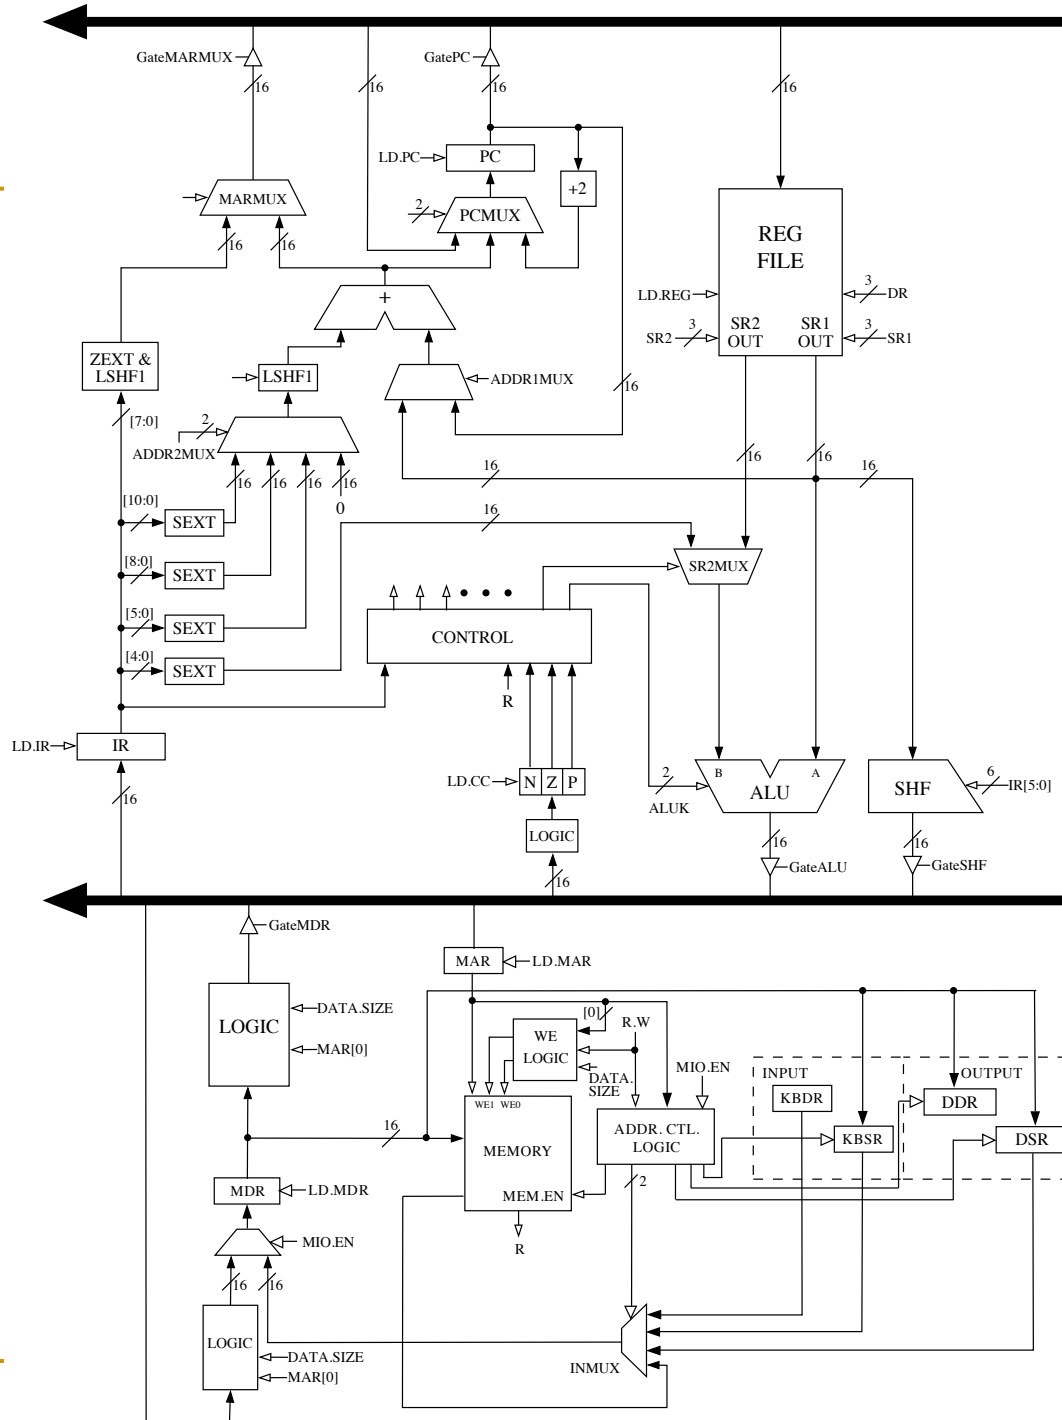 GateMARMUX
GatePC
16
16
16
16
LD.PC
PC
+2
MARMUX
2
PCMUX
16
16
REG
FILE
LD.REG
3
DR
+
SR2
3
SR2
OUT
SR1
OUT
3
SR1
ZEXT &
LSHF1
LSHF1
ADDR1MUX
16
[7:0]
2
ADDR2MUX
16
16
16
16
16
16
16
16
0
[10:0]
SEXT
16
[8:0]
SEXT
SR2MUX
[5:0]
SEXT
CONTROL
[4:0]
SEXT
R
LD.IR
IR
LD.CC
N Z P
2
ALUK
B
A
ALU
SHF
6
IR[5:0]
16
LOGIC
16
16
16
GateALU
GateSHF
GateMDR
MAR
LD.MAR
LOGIC
DATA.SIZE
MAR[0]
[0]
R.W
WE
LOGIC
DATA.
SIZE
MIO.EN
INPUT
OUTPUT
KBDR
DDR
WE1 WE0
16
MEMORY
ADDR. CTL.
LOGIC
KBSR
DSR
MDR
LD.MDR
MEM.EN
2
MIO.EN
R
16
16
LOGIC
DATA.SIZE
MAR[0]
INMUX